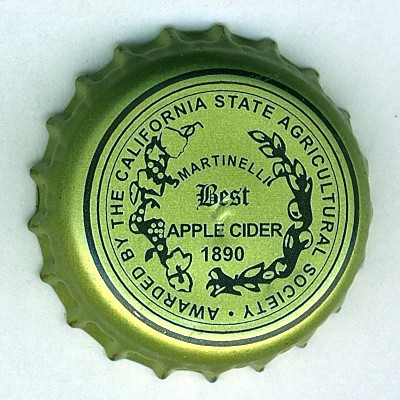 AWARDED BY THE CALIFORNIA STATE AGRICULTURAL SOCIETY •
S.MARTINELLI
Best
APPLE CIDER
1890